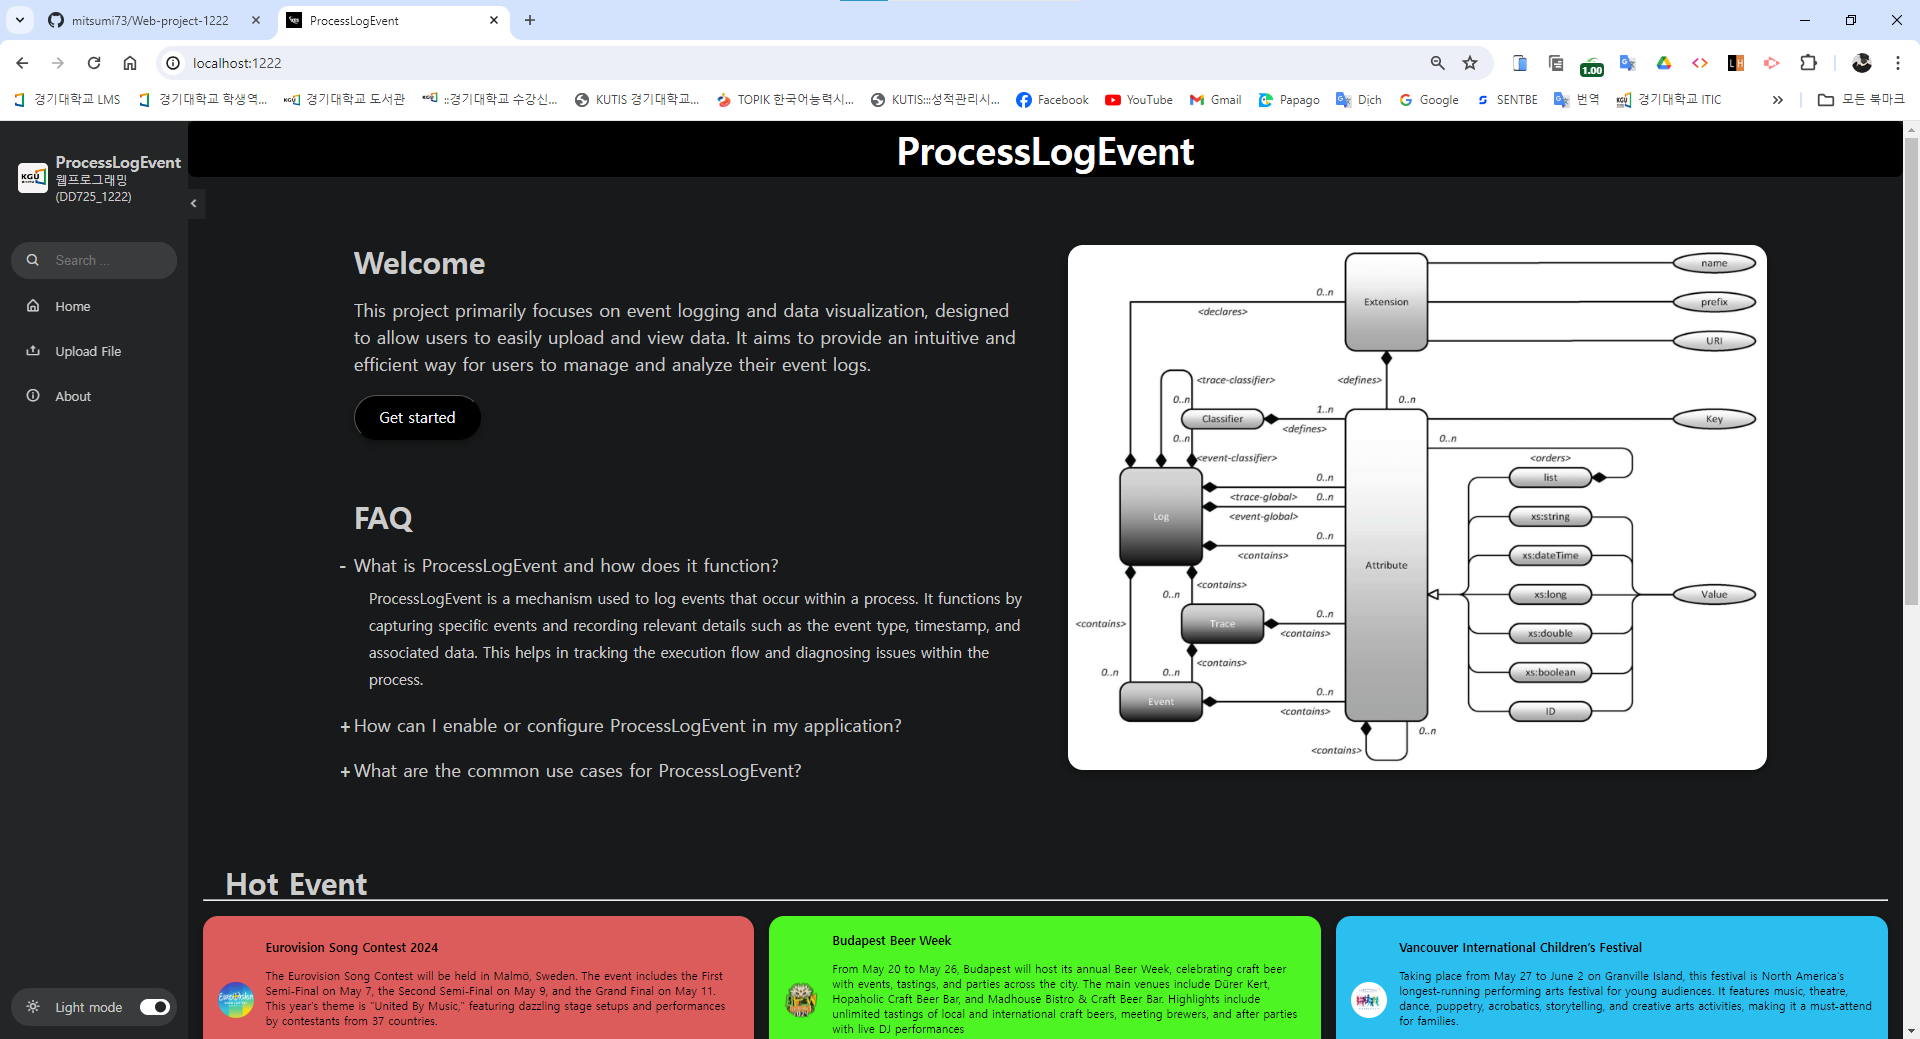 mitsumi73/Web-project-1222
ProcessLogEvent
localhost:1222
1.00
경기대학교 LMS
경기대학교 학생역...
경기대학교 도서관
::경기대학교 수강신...
KUTIS 경기대학교...
TOPIK 한국어능력시...
KUTIS:::성적관리시...
Facebook
YouTube
Gmail
Papago
Dịch
Google
SENTBE
번역
경기대학교 ITIC
모든 북마크
KGU
ProcessLogEvent
웹프로그래밍
(DD725_1222)
Search ...
Home
Upload File
About
Light mode
ProcessLogEvent
Welcome
This project primarily focuses on event logging and data visualization, designed
to allow users to easily upload and view data. It aims to provide an intuitive and
efficient way for users to manage and analyze their event logs.
Get started
FAQ
- What is ProcessLogEvent and how does it function?
ProcessLogEvent is a mechanism used to log events that occur within a process. It functions by
capturing specific events and recording relevant details such as the event type, timestamp, and
associated data. This helps in tracking the execution flow and diagnosing issues within the
process.
+ How can I enable or configure ProcessLogEvent in my application?
+ What are the common use cases for ProcessLogEvent?
name
0..n
Extension
prefix
<declares>
URI
<trace-classifier>
<defines>
0..n
0..n
1..n
Classifier
Key
<defines>
0..n
0..n
<event-classifier>
<orders>
0..n
list
<trace-global>
0..n
Log
<event-global>
xs:string
0..n
<contains>
xs:dateTime
Attribute
<contains>
0..n
xs:long
Value
0..n
<contains>
Trace
<contains>
xs:double
<contains>
0..n
0..n
xs:boolean
0..n
Event
<contains>
ID
0..n
<contains>
Hot Event
Eurovision Song Contest 2024
The Eurovision Song Contest will be held in Malmö, Sweden. The event includes the First
Semi-Final on May 7, the Second Semi-Final on May 9, and the Grand Final on May 11.
This year's theme is "United By Music," featuring dazzling stage setups and performances
by contestants from 37 countries.
Budapest Beer Week
From May 20 to May 26, Budapest will host its annual Beer Week, celebrating craft beer
with events, tastings, and parties across the city. The main venues include Dürer Kert,
Hopaholic Craft Beer Bar, and Madhouse Bistro & Craft Beer Bar. Highlights include
unlimited tastings of local and international craft beers, meeting brewers, and after parties
with live DJ performances
Vancouver International Children's Festival
Taking place from May 27 to June 2 on Granville Island, this festival is North America's
longest-running performing arts festival for young audiences. It features music, theatre,
dance, puppetry, acrobatics, storytelling, and creative arts activities, making it a must-attend
for families.